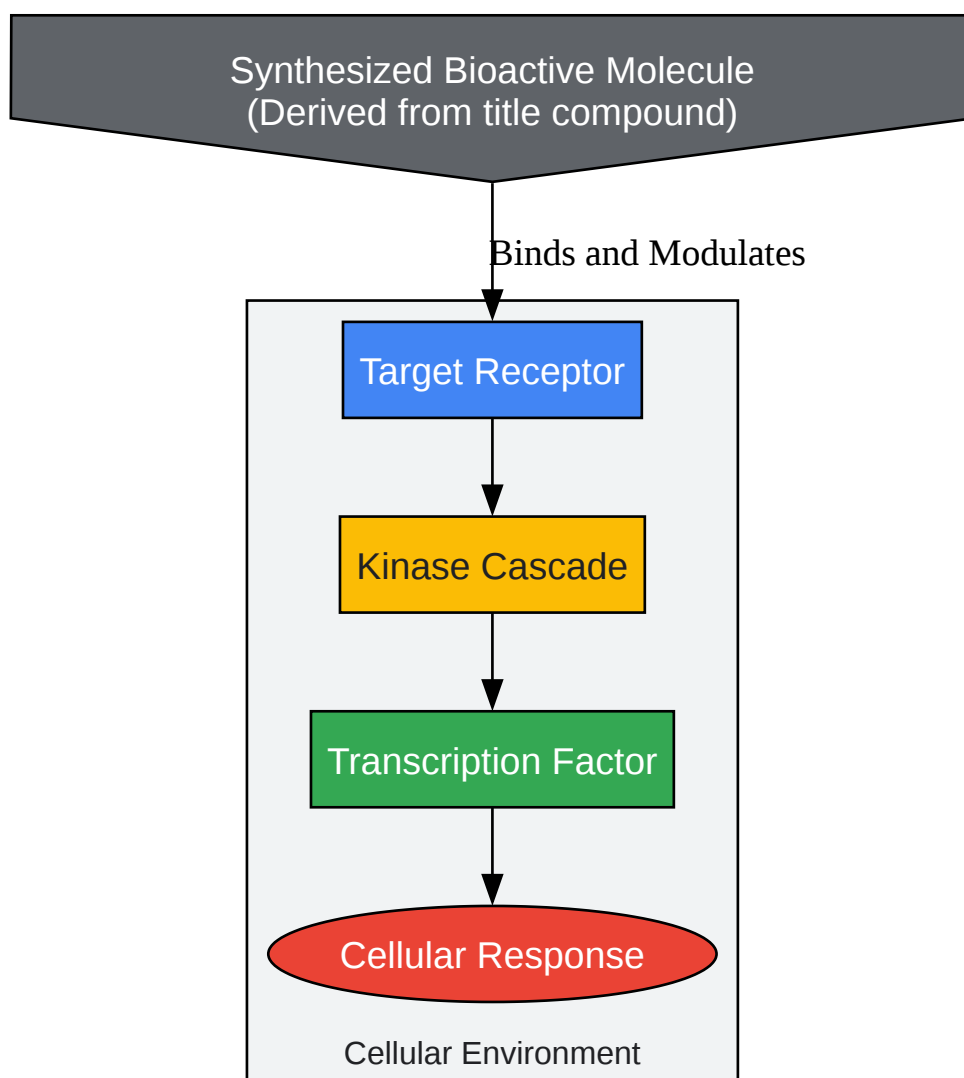 Synthesized Bioactive Molecule
(Derived from title compound)
Binds and Modulates
Target Receptor
Kinase Cascade
Transcription Factor
Cellular Response
Cellular Environment